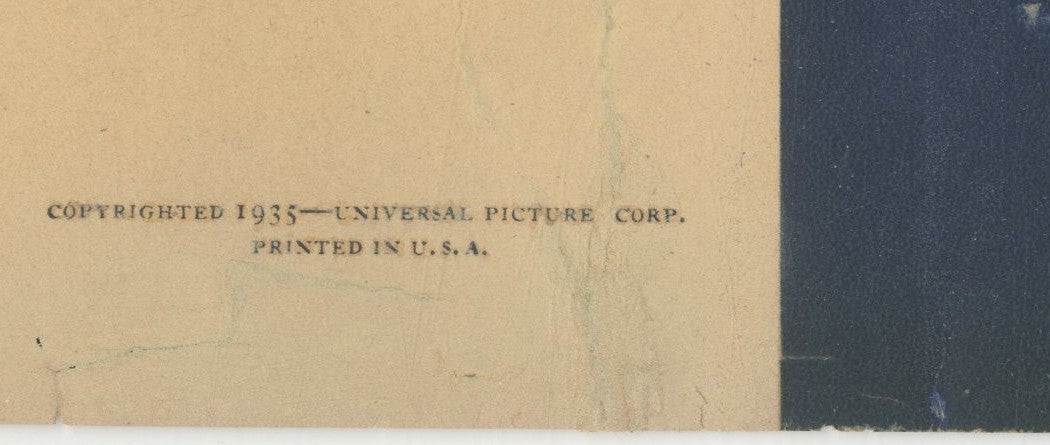 COPYRIGHTED 1935—UNIVERSAL PICTURE CORP.
PRINTED IN U.S.A.